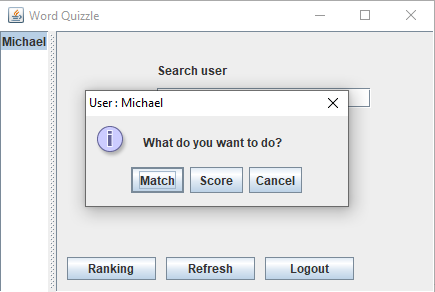 Word Quizzle
Michael
Search user
User : Michael
What do you want to do?
Match Score Cancel
Ranking Refresh Logout